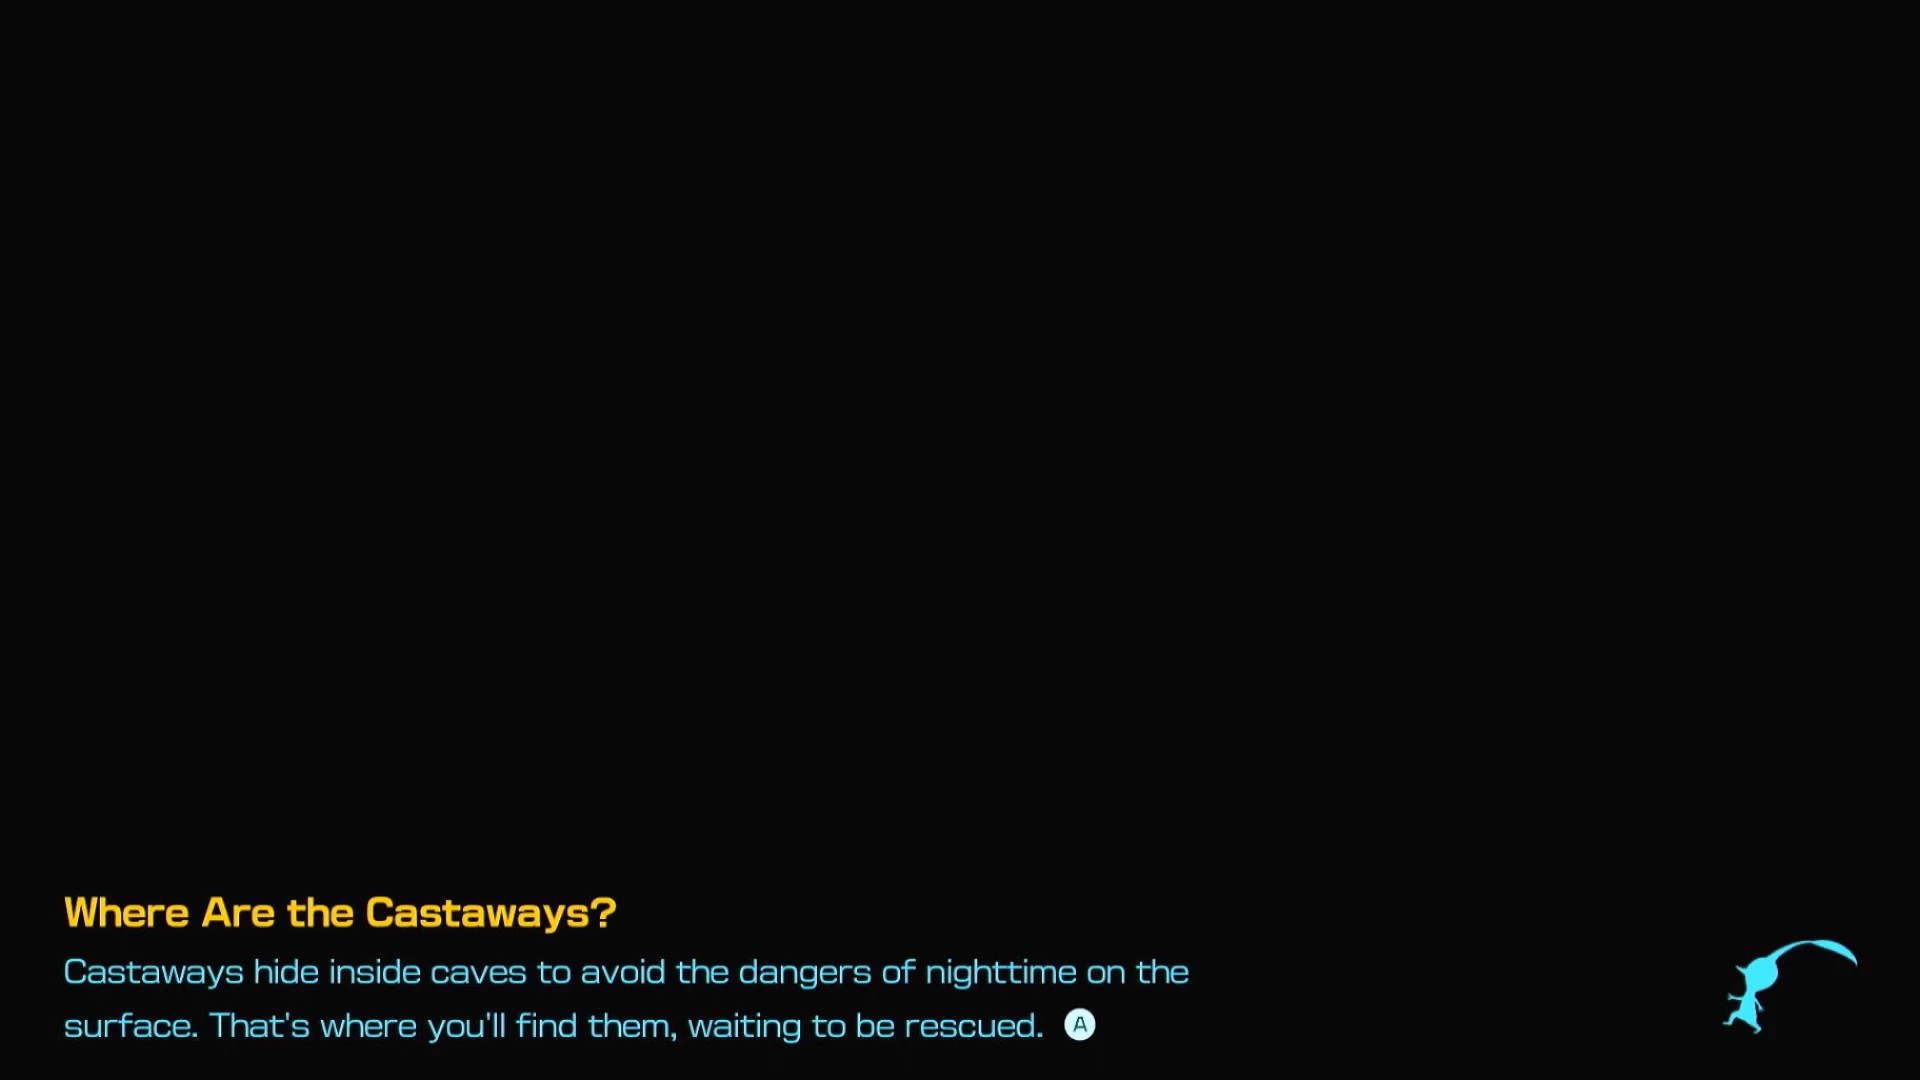 Where Are the Castaways?
Castaways hide inside caves to avoid the dangers of nighttime on the
surface. That's where you'll find them, waiting to be rescued. A